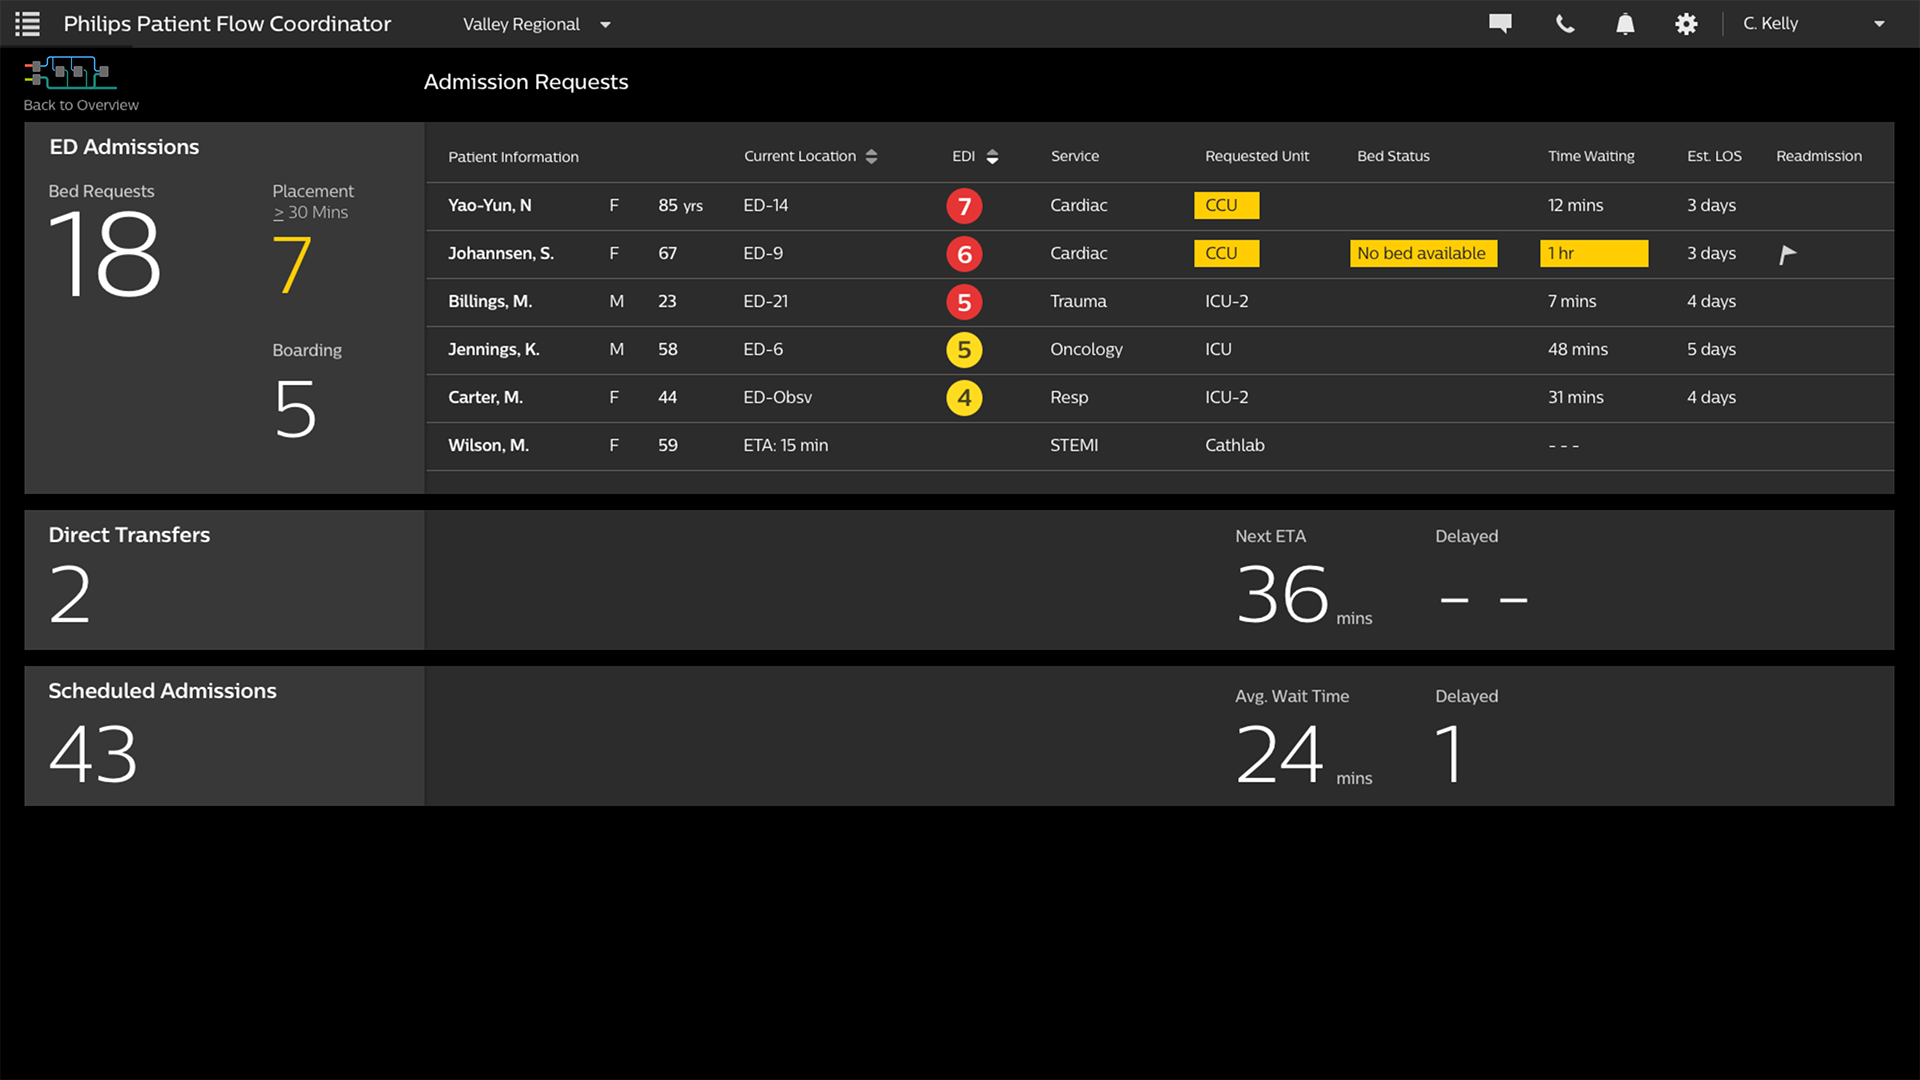 Philips Patient Flow Coordinator Valley Regional C. Kelly
Back to Overview
Admission Requests
ED Admissions
Bed Requests
18
Placement
≥ 30 Mins
7
Boarding
5
Patient Information Current Location EDI Service Requested Unit Bed Status Time Waiting Est. LOS Readmission
Yao-Yun, N F 85 yrs ED-14 7 Cardiac CCU 12 mins 3 days
Johannsen, S. F 67 ED-9 6 Cardiac CCU No bed available 1 hr 3 days
Billings, M. M 23 ED-21 5 Trauma ICU-2 7 mins 4 days
Jennings, K. M 58 ED-6 5 Oncology ICU 48 mins 5 days
Carter, M. F 44 ED-Obsv 4 Resp ICU-2 31 mins 4 days
Wilson, M. F 59 ETA: 15 min STEMI Cathlab - - -
Direct Transfers
2
Next ETA
36 mins
Delayed
– –
Scheduled Admissions
43
Avg. Wait Time
24 mins
Delayed
1